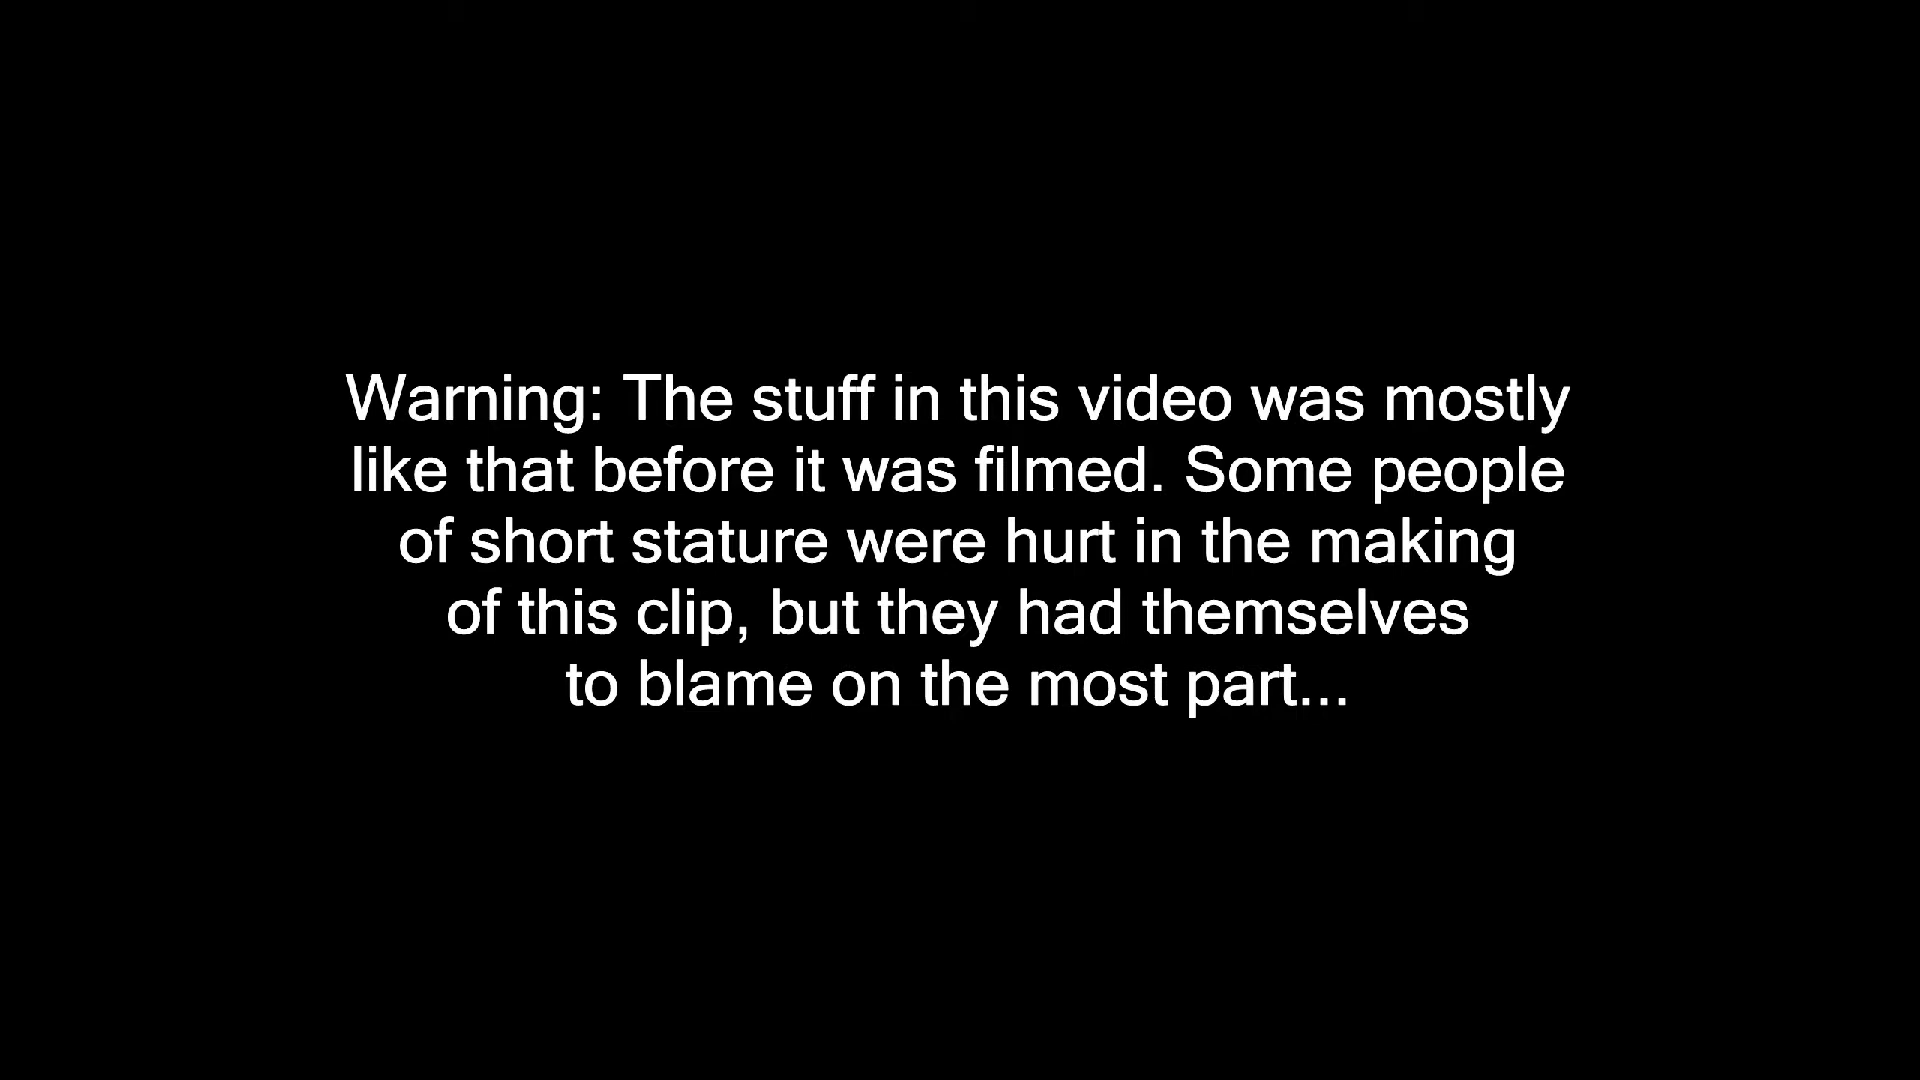 Warning: The stuff in this video was mostly
like that before it was filmed. Some people
of short stature were hurt in the making
of this clip, but they had themselves
to blame on the most part...